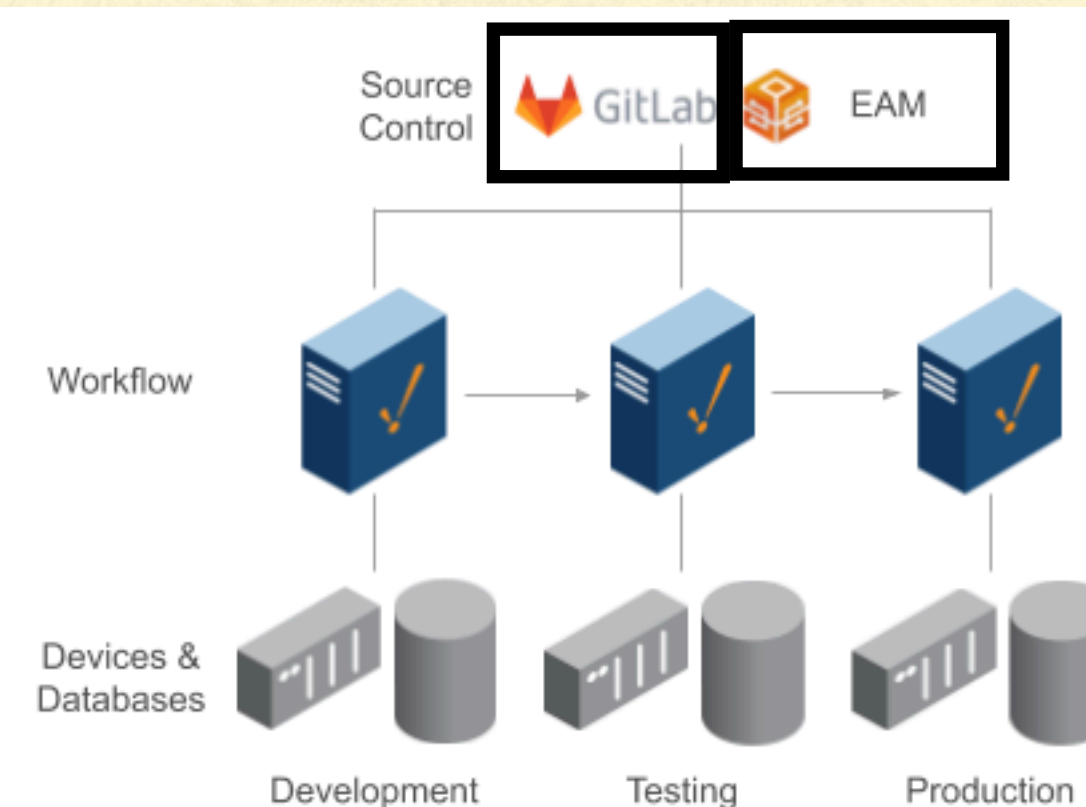 Source
Control
GitLab
EAM
Workflow
Devices &
Databases
Development
Testing
Production